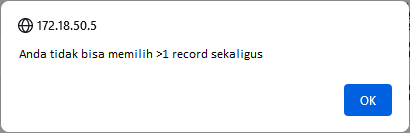 172.18.50.5
Anda tidak bisa memilih >1 record sekaligus
OK